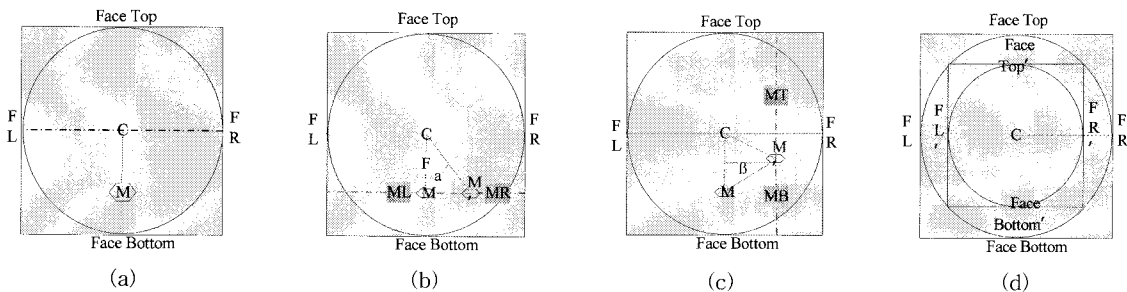 Face Top
F
L
C
M
F
R
Face Bottom
(a)
Face Top
F
L
C
F
a
ML
M
M
'
MR
F
R
Face Bottom
(b)
Face Top
F
L
MT
C
M
'
ß
M
MB
F
R
Face Bottom
(c)
Face Top
Face
Top'
F
L
F
L
'
C
F
R
'
F
R
Face
Bottom'
Face Bottom
(d)